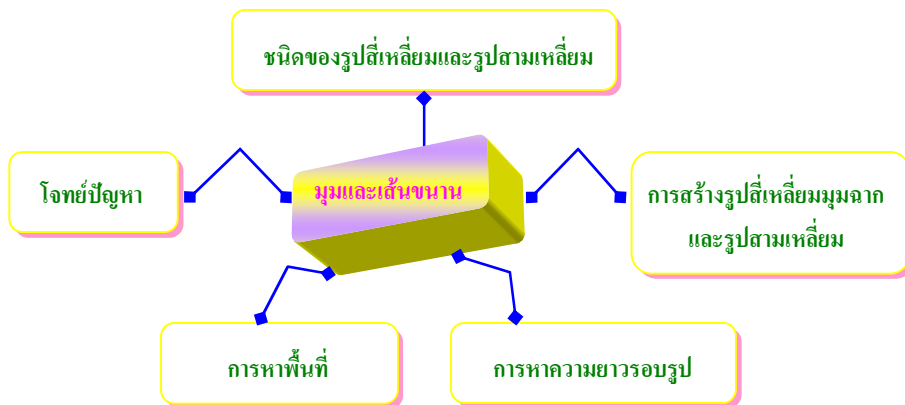 ชนิดของรูปสี่เหลี่ยมและรูปสามเหลี่ยม
โจทย์ปัญหา
มุมและเส้นขนาน
การสร้างรูปสี่เหลี่ยมมุมฉาก
และรูปสามเหลี่ยม
การหาพื้นที่
การหาความยาวรอบรูป